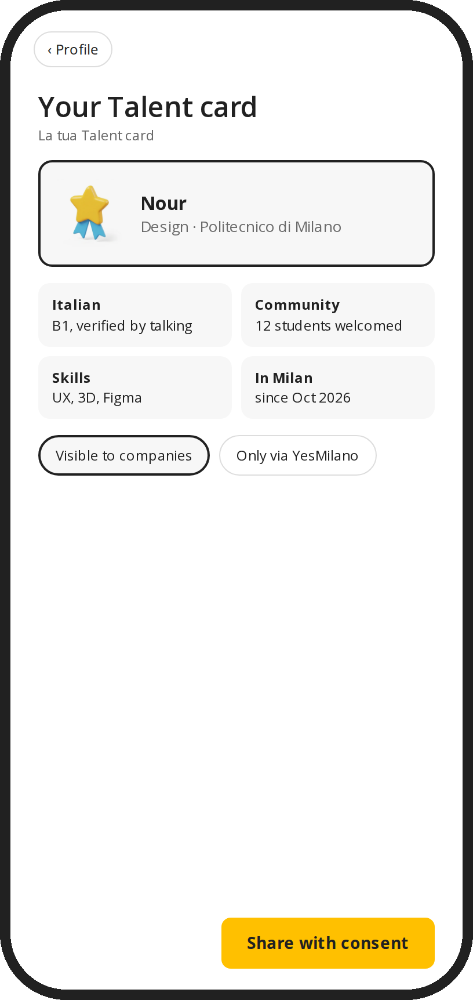 ‹ Profile
Your Talent card
La tua Talent card
Nour
Design · Politecnico di Milano
Italian
B1, verified by talking
Community
12 students welcomed
Skills
UX, 3D, Figma
In Milan
since Oct 2026
Visible to companies
Only via YesMilano
Share with consent